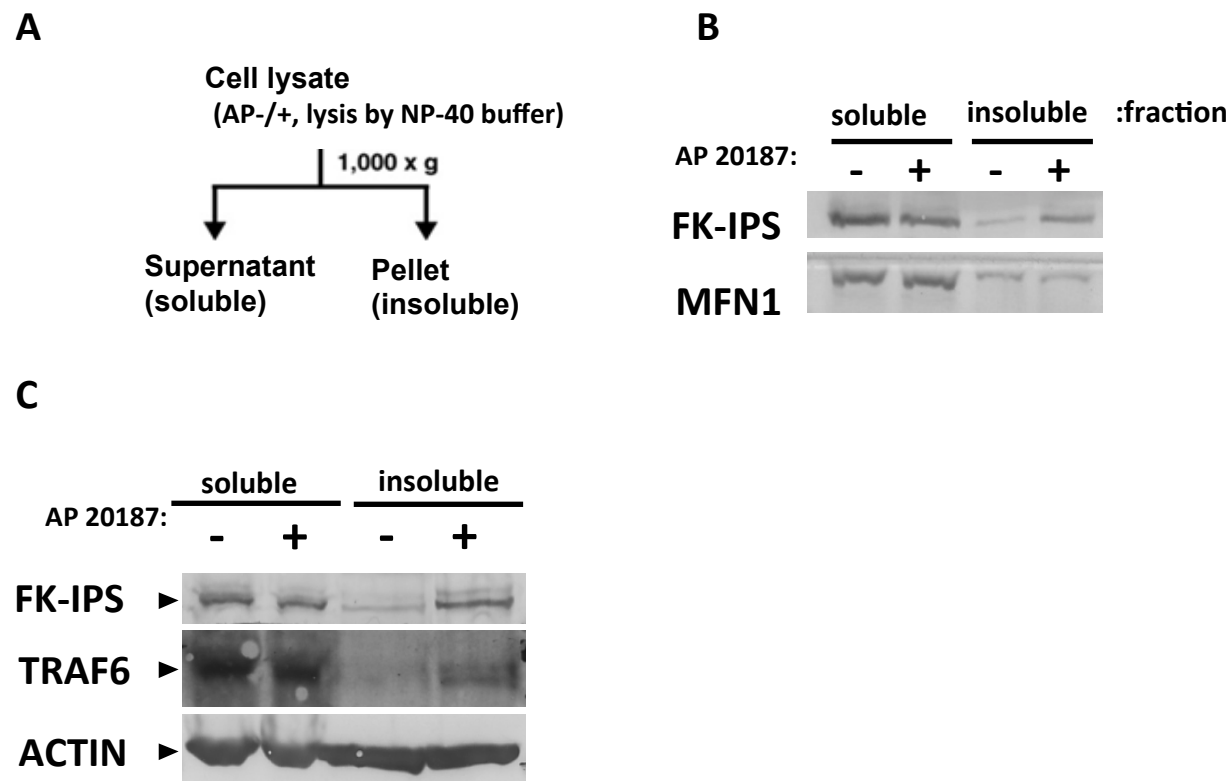 A
Cell lysate
(AP-/+, lysis by NP-40 buffer)
1,000 x g
Supernatant
(soluble)
Pellet
(insoluble)
B
soluble insoluble :fraction
AP 20187:
- + - +
FK-IPS
MFN1
C
soluble insoluble
AP 20187:
- + - +
FK-IPS
TRAF6
ACTIN